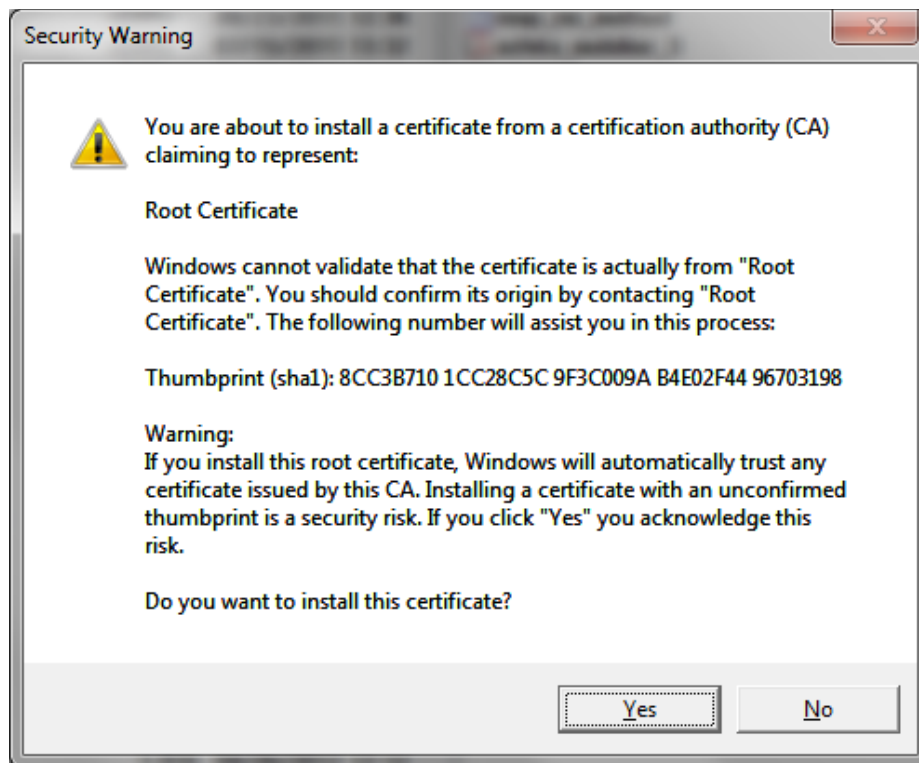 Security Warning
You are about to install a certificate from a certification authority (CA)
claiming to represent:
Root Certificate
Windows cannot validate that the certificate is actually from "Root
Certificate". You should confirm its origin by contacting "Root
Certificate". The following number will assist you in this process:
Thumbprint (sha1): 8CC3B710 1CC28C5C 9F3C009A B4E02F44 96703198
Warning:
If you install this root certificate, Windows will automatically trust any
certificate issued by this CA. Installing a certificate with an unconfirmed
thumbprint is a security risk. If you click "Yes" you acknowledge this
risk.
Do you want to install this certificate?
Yes
No